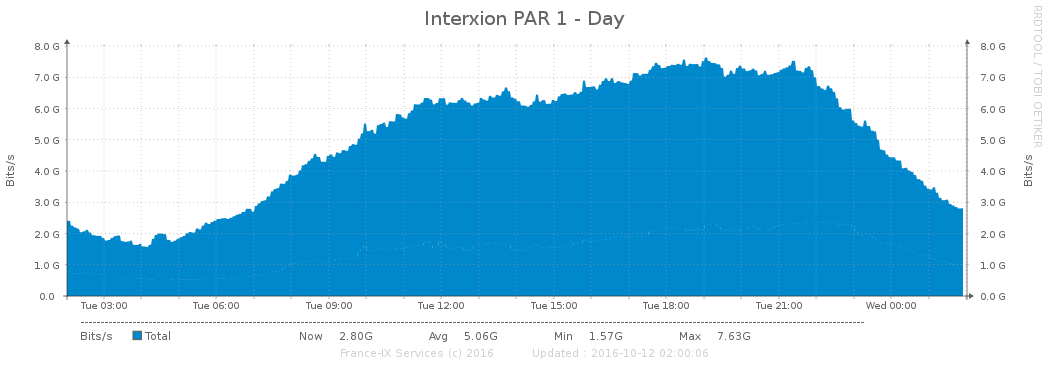 Interxion PAR 1 - Day
RRDTOOL / TOBI OETIKER
Bits/s
8.0 G
7.0 G
6.0 G
5.0 G
4.0 G
3.0 G
2.0 G
1.0 G
0.0
8.0 G
7.0 G
6.0 G
5.0 G
4.0 G
3.0 G
2.0 G
1.0 G
0.0 G
Bits/s
Tue 03:00 Tue 06:00 Tue 09:00 Tue 12:00 Tue 15:00 Tue 18:00 Tue 21:00 Wed 00:00
Bits/s Total Now 2.80G Avg 5.06G Min 1.57G Max 7.63G
France-IX Services (c) 2016 Updated : 2016-10-12 02:00:06